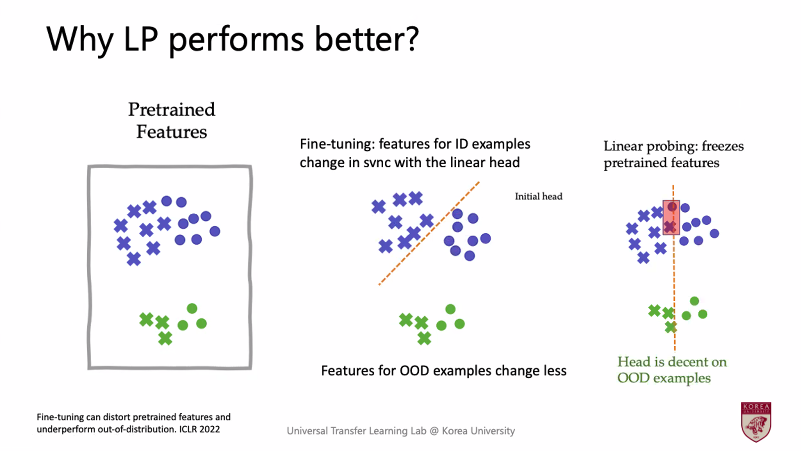 Why LP performs better?
Pretrained
Features
Fine-tuning: features for ID examples
change in svnc with the linear head
Initial head
Linear probing: freezes
pretrained features
Features for OOD examples change less
Head is decent on
OOD examples
Fine-tuning can distort pretrained features and
underperform out-of-distribution. ICLR 2022
Universal Transfer Learning Lab @ Korea University
KOREA